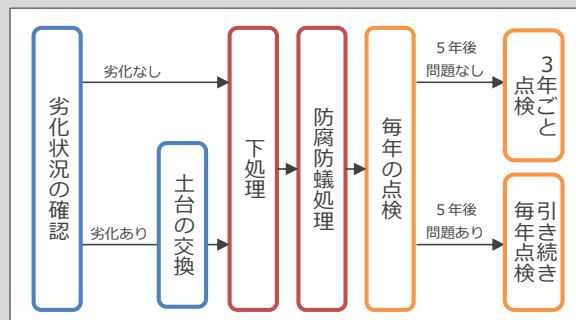 劣化状況の確認
劣化なし
劣化あり
土台の交換
下処理
防腐防蟻処理
毎年の点検
5年後
問題なし
3年ごと
点検
5年後
問題あり
引き続き
毎年点検